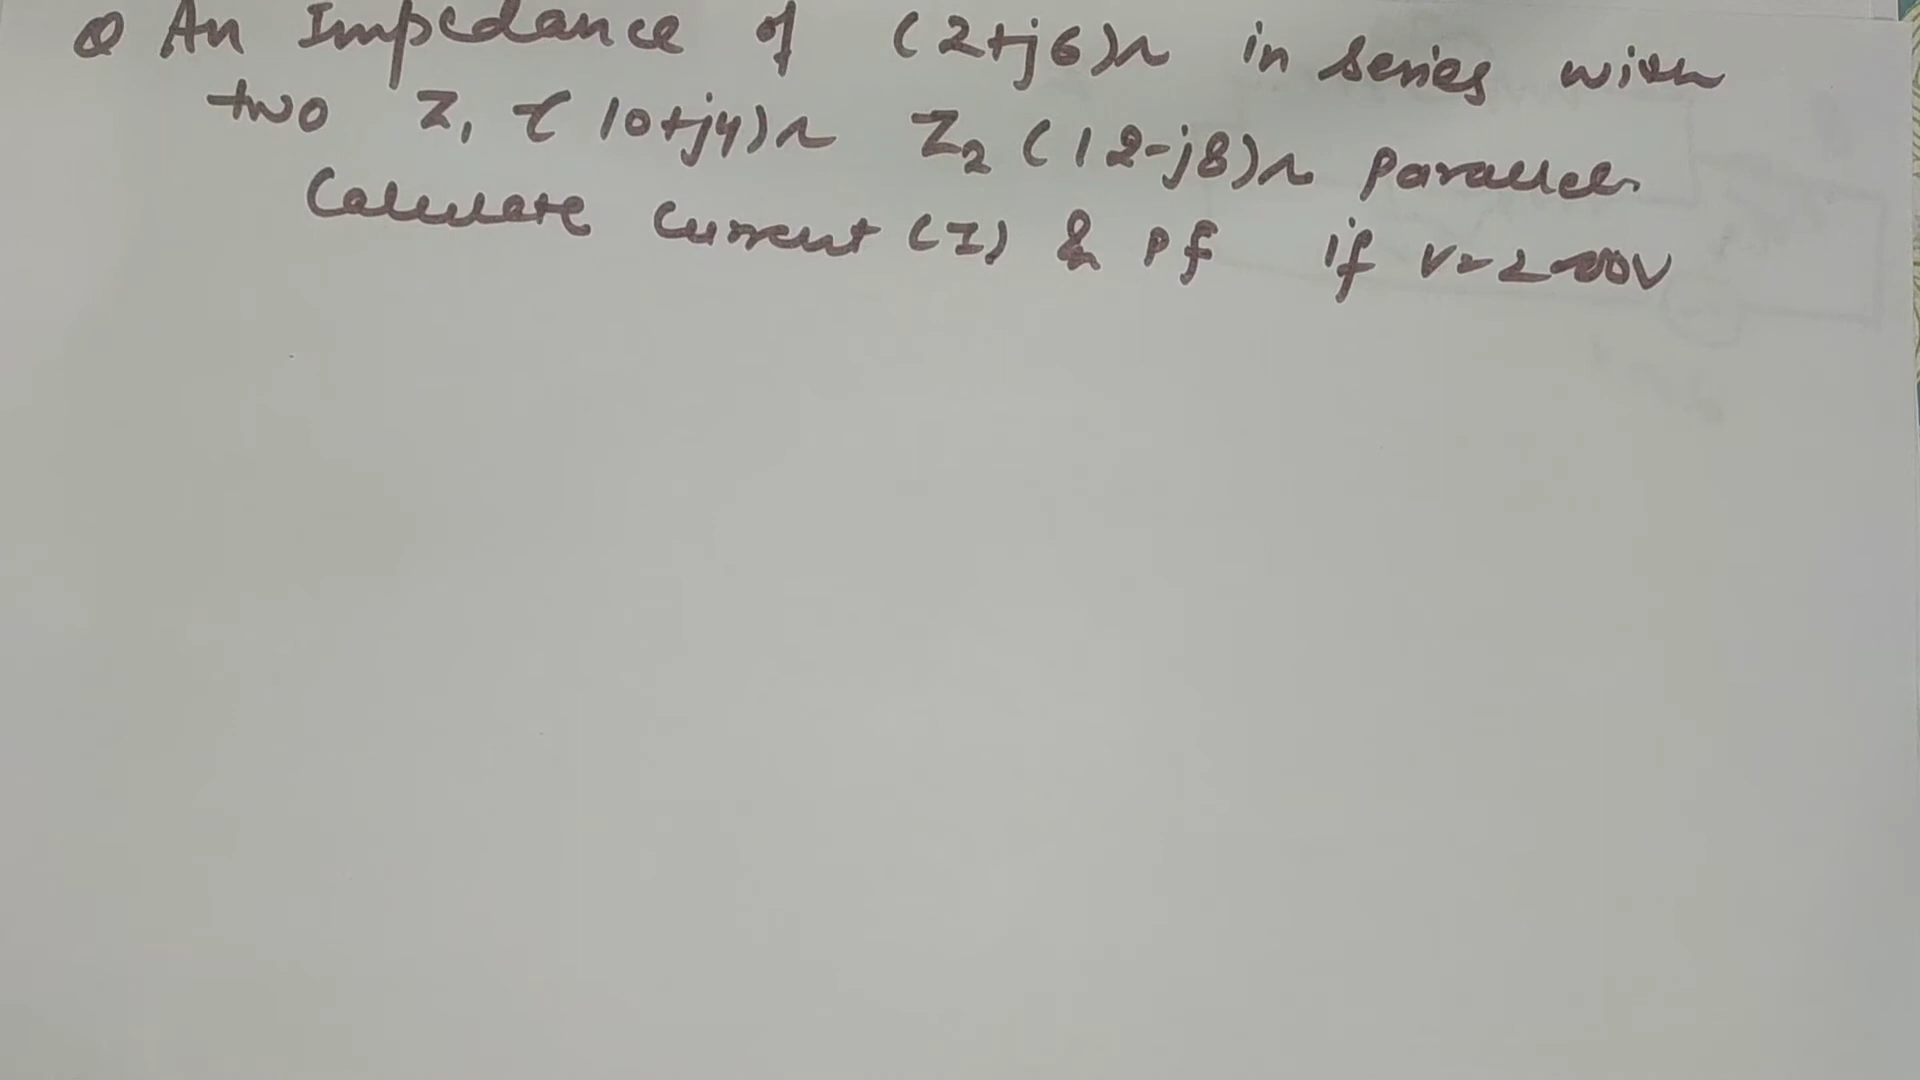 Q An Impedance of (2+j6)Ω in series with
two Z₁ (10+j4)Ω Z₂ (12-j8)Ω parallel.
Calculate current (I) & Pf if V=200V